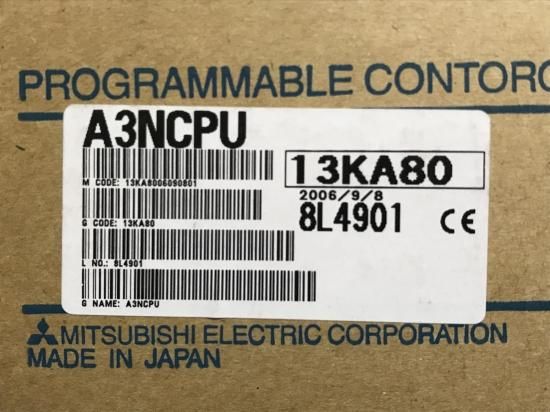 PROGRAMMABLE CONTORO
A3NCPU
13KA80
M CODE: 13KA8006090801
2006/9/8
8L4901
G CODE: 13KA80
L NO.: 8L4901
G NAME: A3NCPU
MITSUBISHI ELECTRIC CORPORATION
MADE IN JAPAN